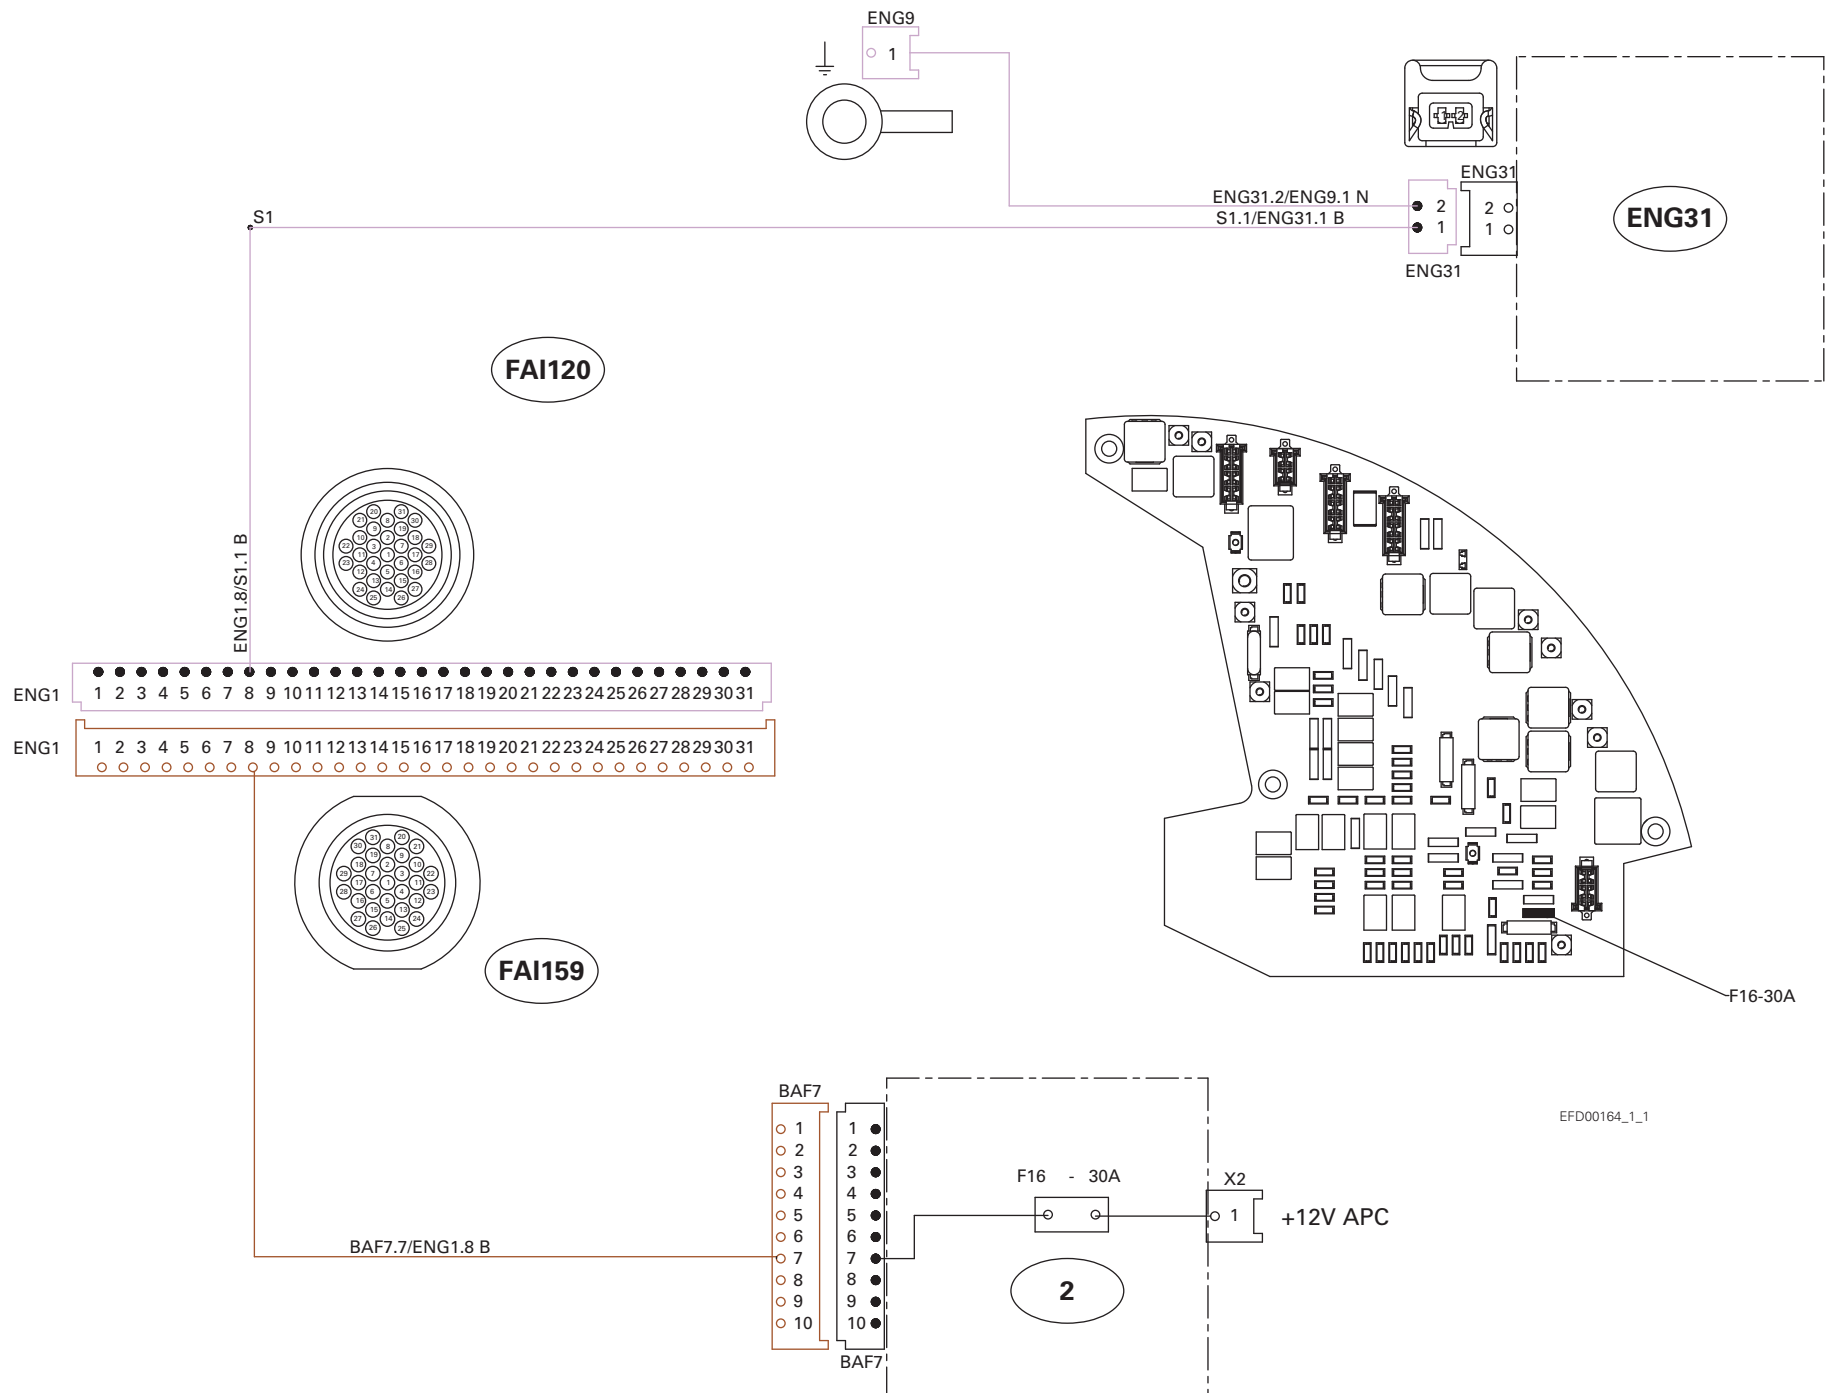 ENG9
1
ENG31
ENG31.2/ENG9.1 N
2
2
S1
S1.1/ENG31.1 B
1
1
ENG31
ENG31
FAI120
ENG1.8/S1.1 B
ENG1
1 2 3 4 5 6 7 8 9 10 11 12 13 14 15 16 17 18 19 20 21 22 23 24 25 26 27 28 29 30 31
ENG1
1 2 3 4 5 6 7 8 9 10 11 12 13 14 15 16 17 18 19 20 21 22 23 24 25 26 27 28 29 30 31
FAI159
F16-30A
BAF7
EFD00164_1_1
1 1
2 2
3 3
4 4
5 5
6 6
7 7
8 8
9 9
10 10
F16 - 30A
X2
1
+12V APC
BAF7.7/ENG1.8 B
2
BAF7